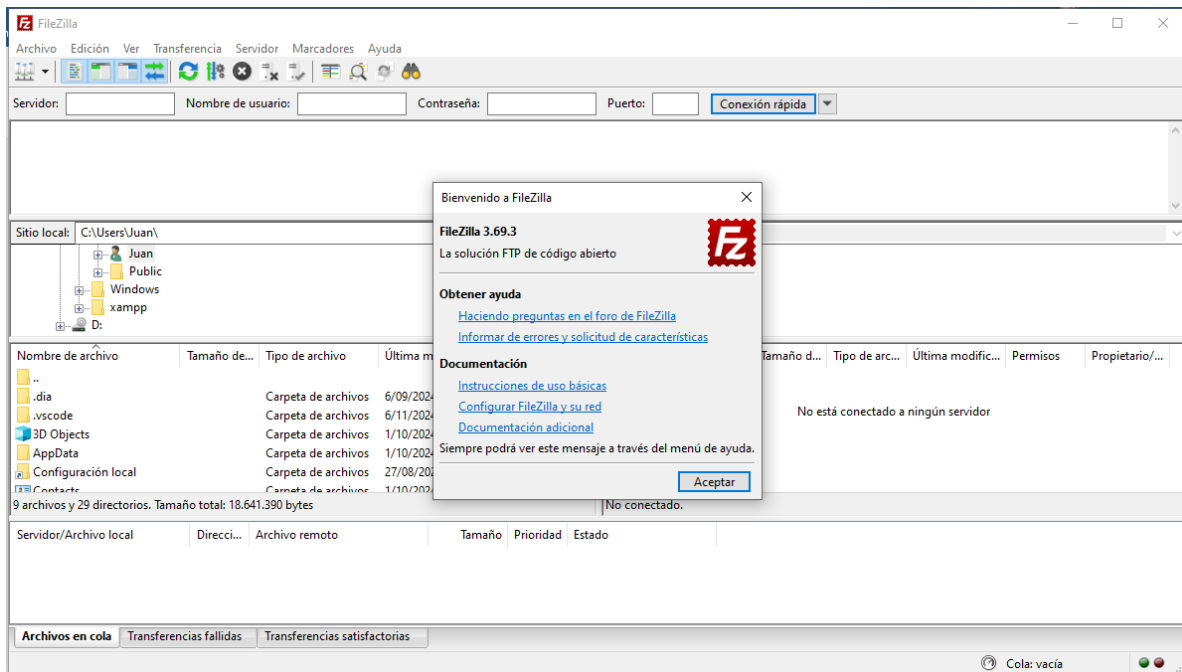 FileZilla
Archivo Edición Ver Transferencia Servidor Marcadores Ayuda
Servidor: Nombre de usuario: Contraseña: Puerto: Conexión rápida
Bienvenido a FileZilla
FileZilla 3.69.3
La solución FTP de código abierto
Obtener ayuda
Haciendo preguntas en el foro de FileZilla
Informar de errores y solicitud de características
Documentación
Instrucciones de uso básicas
Configurar FileZilla y su red
Documentación adicional
Siempre podrá ver este mensaje a través del menú de ayuda.
Aceptar
Sitio local: C:\Users\Juan\
Juan
Public
Windows
xampp
D:
Nombre de archivo Tamaño de... Tipo de archivo Última m
..
.dia Carpeta de archivos 6/09/2024
.vscode Carpeta de archivos 6/11/2024
3D Objects Carpeta de archivos 1/10/2024
AppData Carpeta de archivos 1/10/2024
Configuración local Carpeta de archivos 27/08/202
Contacts Carpeta de archivos 1/10/2024
9 archivos y 29 directorios. Tamaño total: 18.641.390 bytes
Tamaño d... Tipo de arc... Última modific... Permisos Propietario/...
No está conectado a ningún servidor
No conectado.
Servidor/Archivo local Direcci... Archivo remoto Tamaño Prioridad Estado
Archivos en cola Transferencias fallidas Transferencias satisfactorias
Cola: vacía